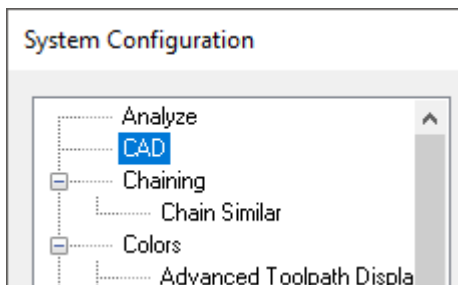 System Configuration
Analyze
CAD
Chaining
Chain Similar
Colors
Advanced Toolpath Displa